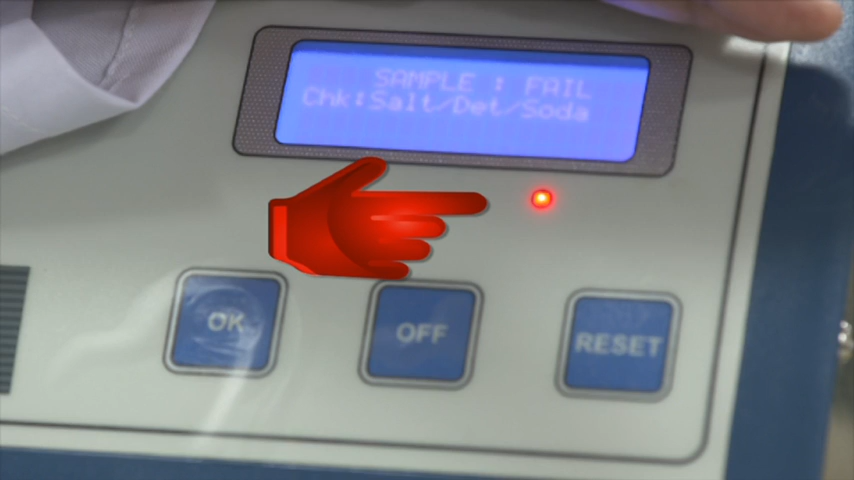 SAMPLE : FAIL
Chk:Salt/Det/Soda
OK
OFF
RESET